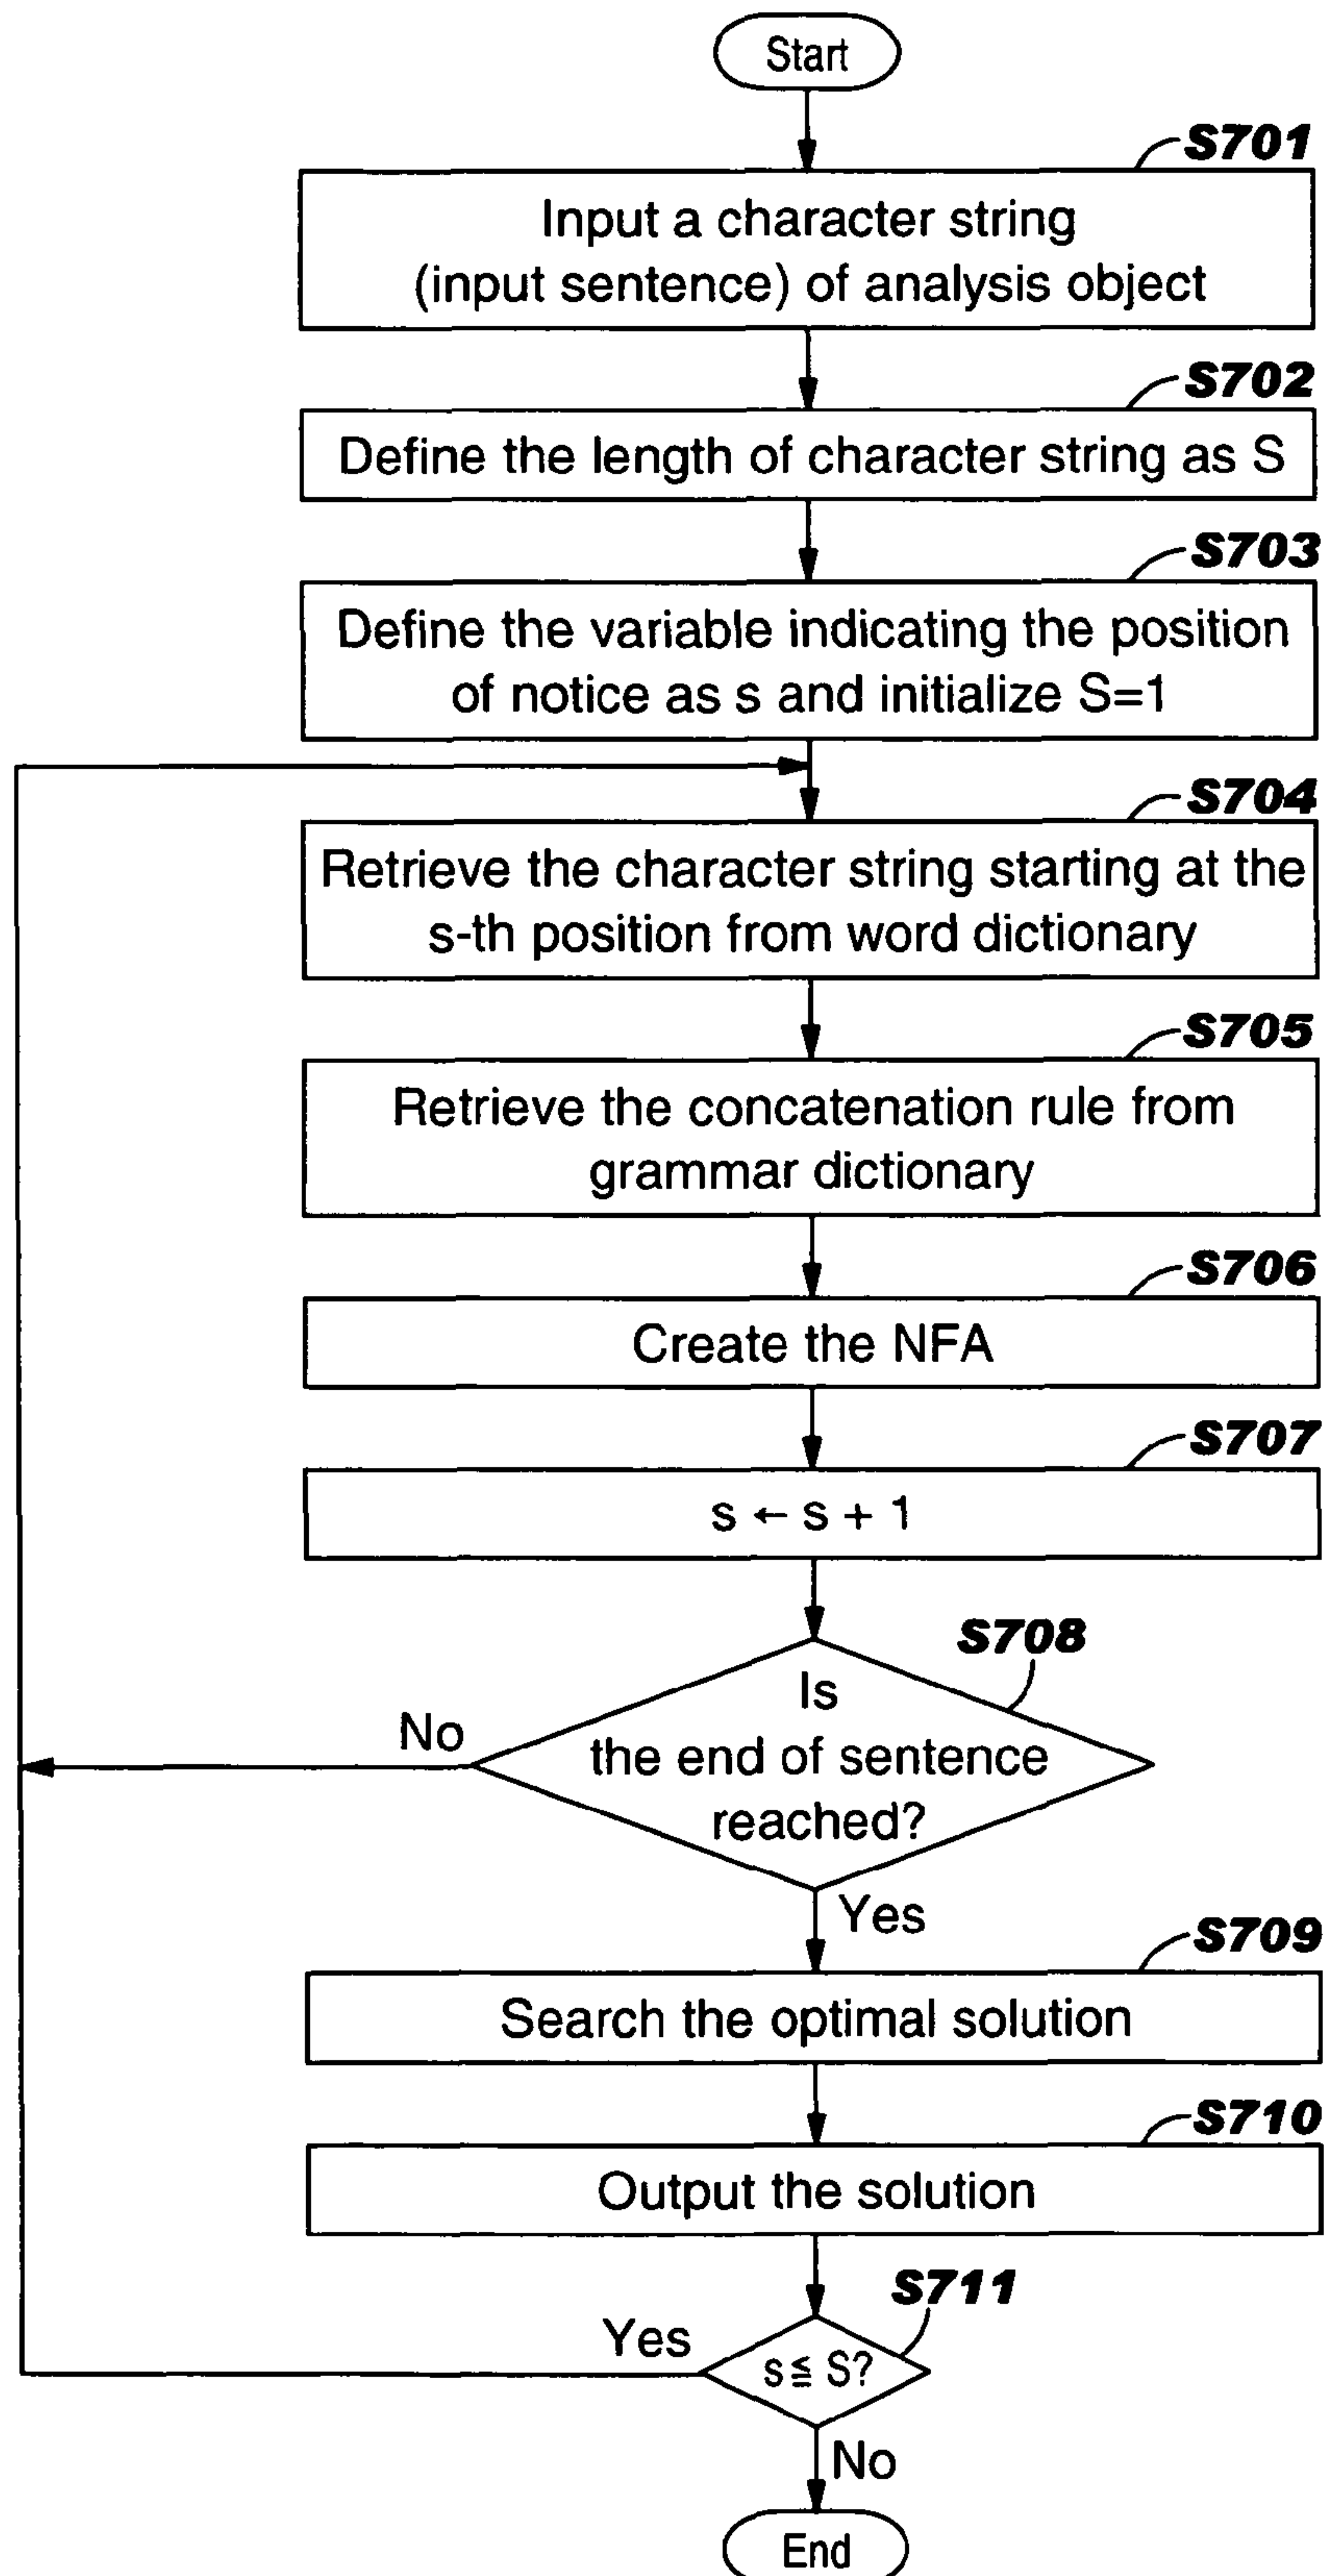 Start
S701
Input a character string
(input sentence) of analysis object
S702
Define the length of character string as S
S703
Define the variable indicating the position
of notice as s and initialize S=1
S704
Retrieve the character string starting at the
s-th position from word dictionary
S705
Retrieve the concatenation rule from
grammar dictionary
S706
Create the NFA
S707
s ← s + 1
S708
Is
the end of sentence
reached?
No
Yes
S709
Search the optimal solution
S710
Output the solution
S711
s ≦ S?
Yes
No
End